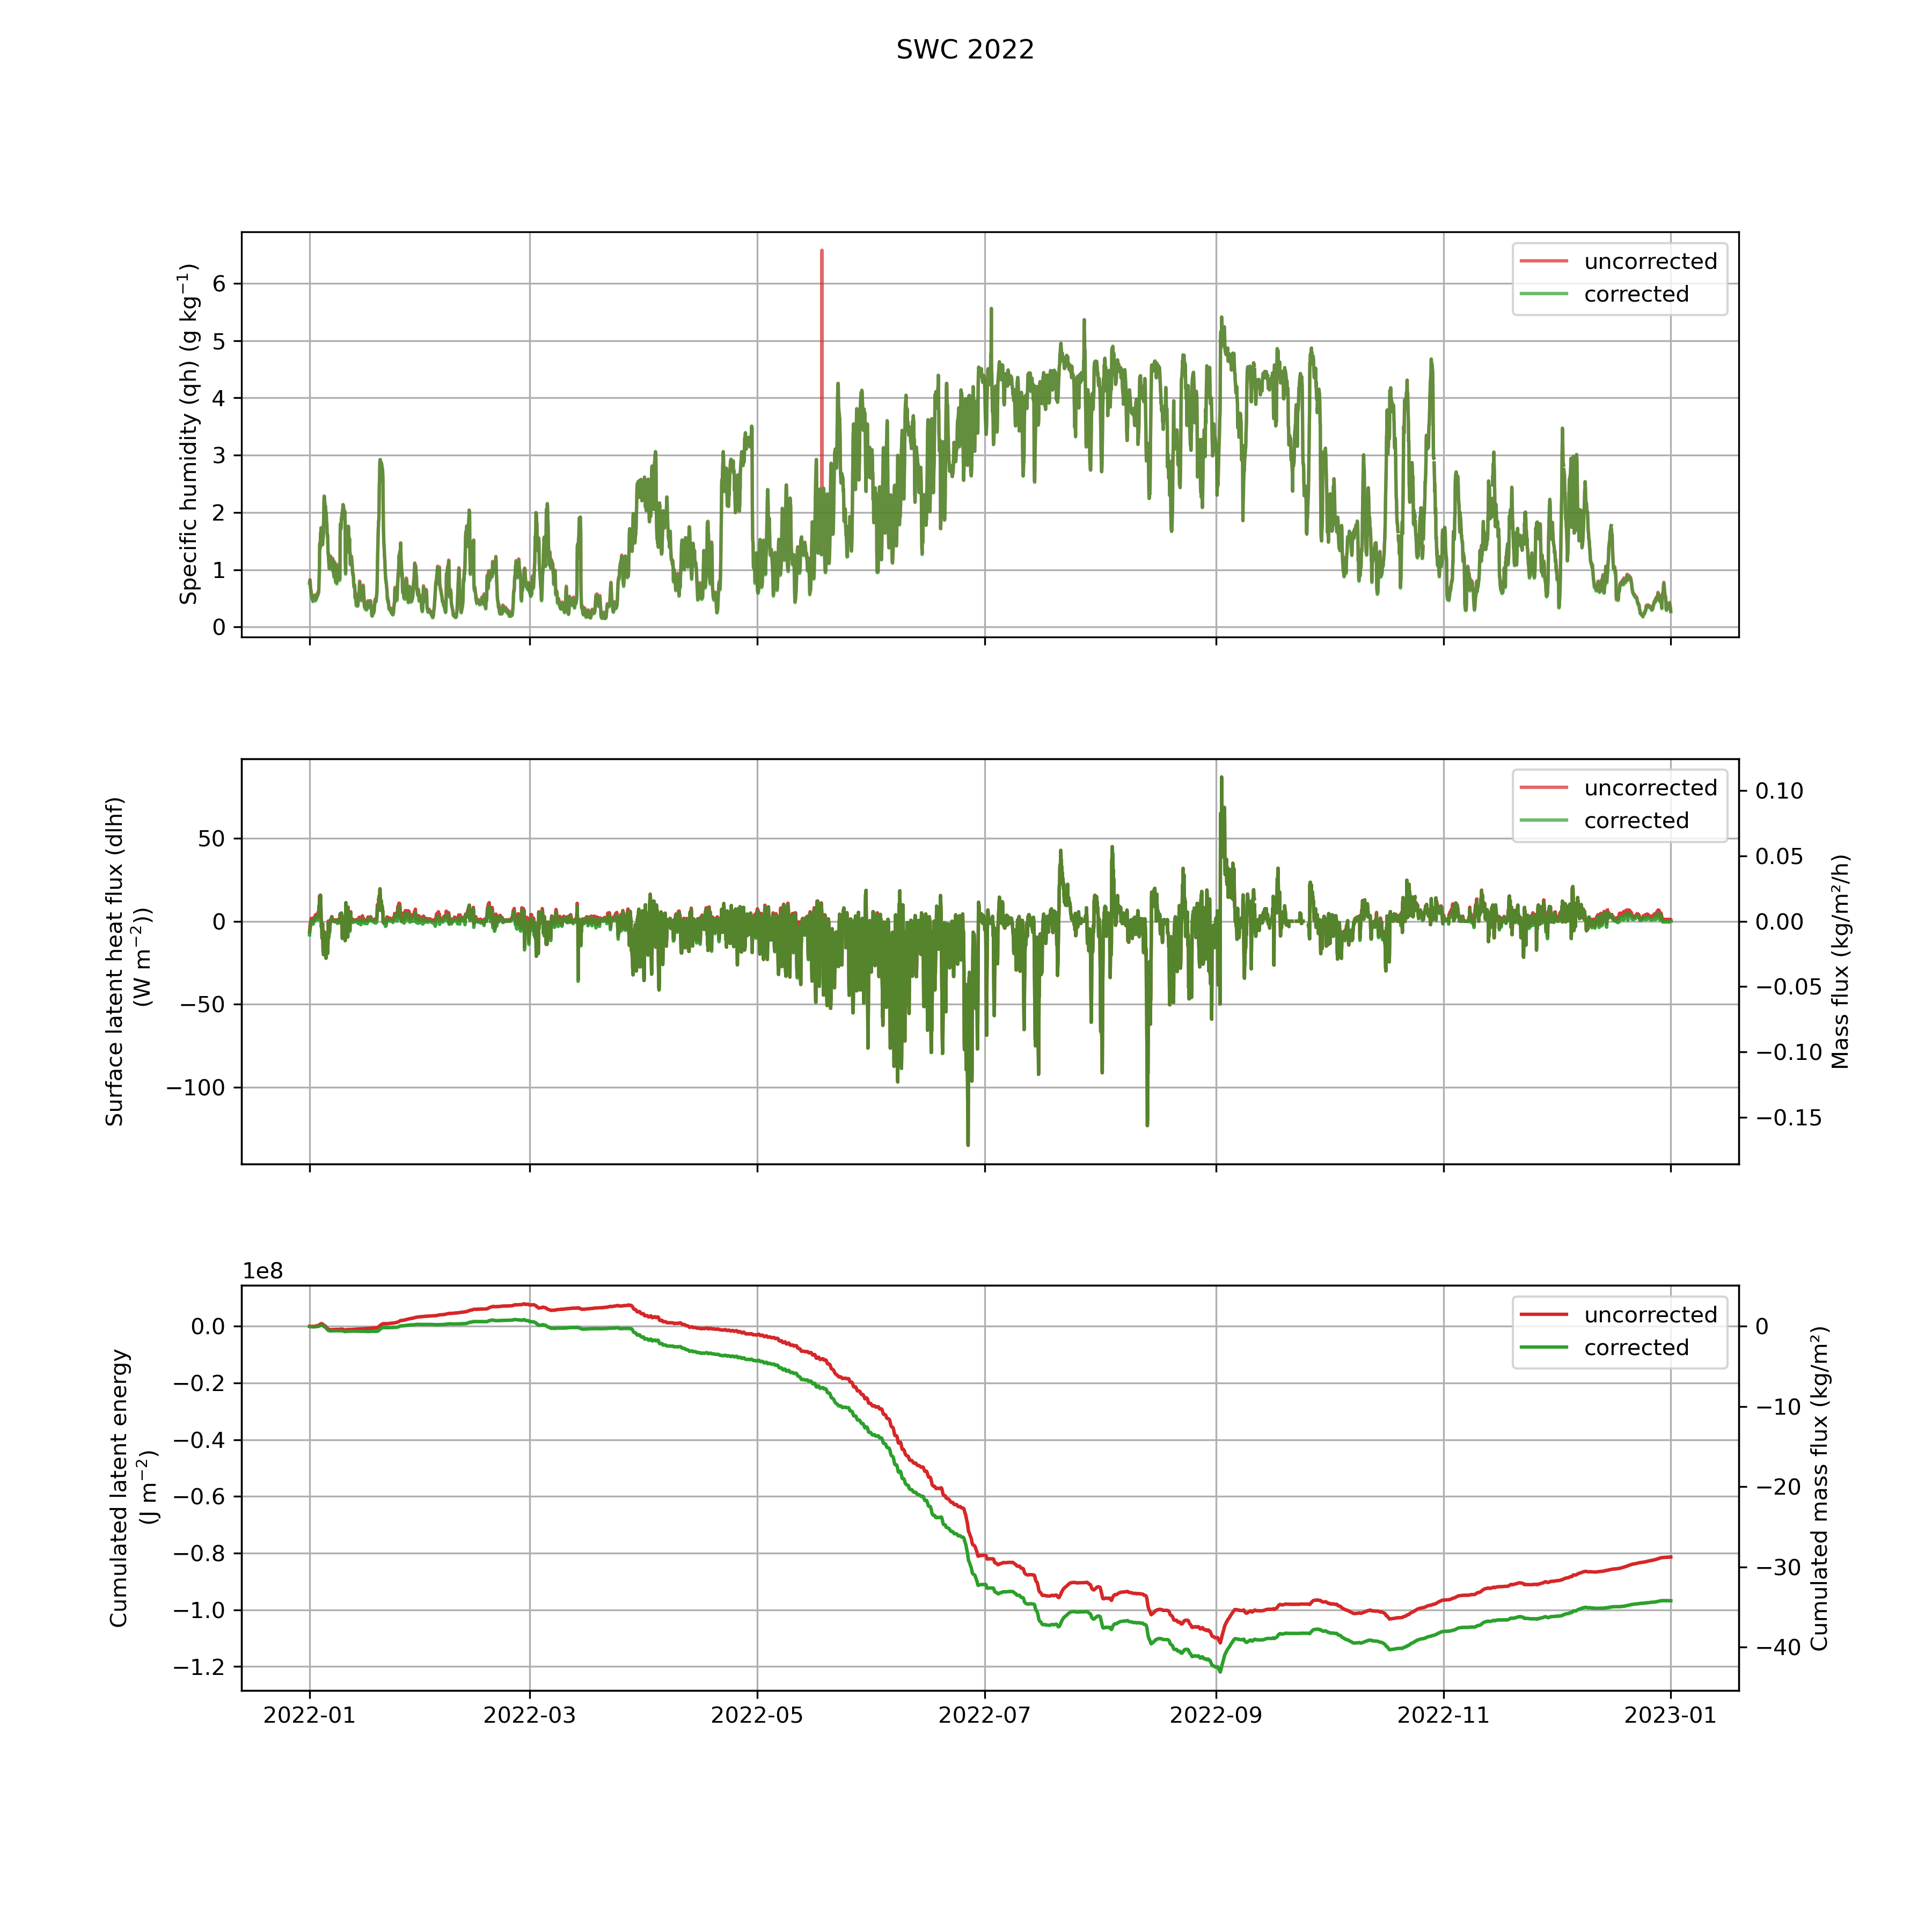 SWC 2022
Specific humidity (qh) (g kg⁻¹)
6
5
4
3
2
1
0
uncorrected
corrected
Surface latent heat flux (dlhf)
(W m⁻²))
50
0
−50
−100
uncorrected
corrected
0.10
0.05
0.00
−0.05
−0.10
−0.15
Mass flux (kg/m²/h)
1e8
Cumulated latent energy
(J m⁻²)
0.0
−0.2
−0.4
−0.6
−0.8
−1.0
−1.2
uncorrected
corrected
0
−10
−20
−30
−40
Cumulated mass flux (kg/m²)
2022-01
2022-03
2022-05
2022-07
2022-09
2022-11
2023-01